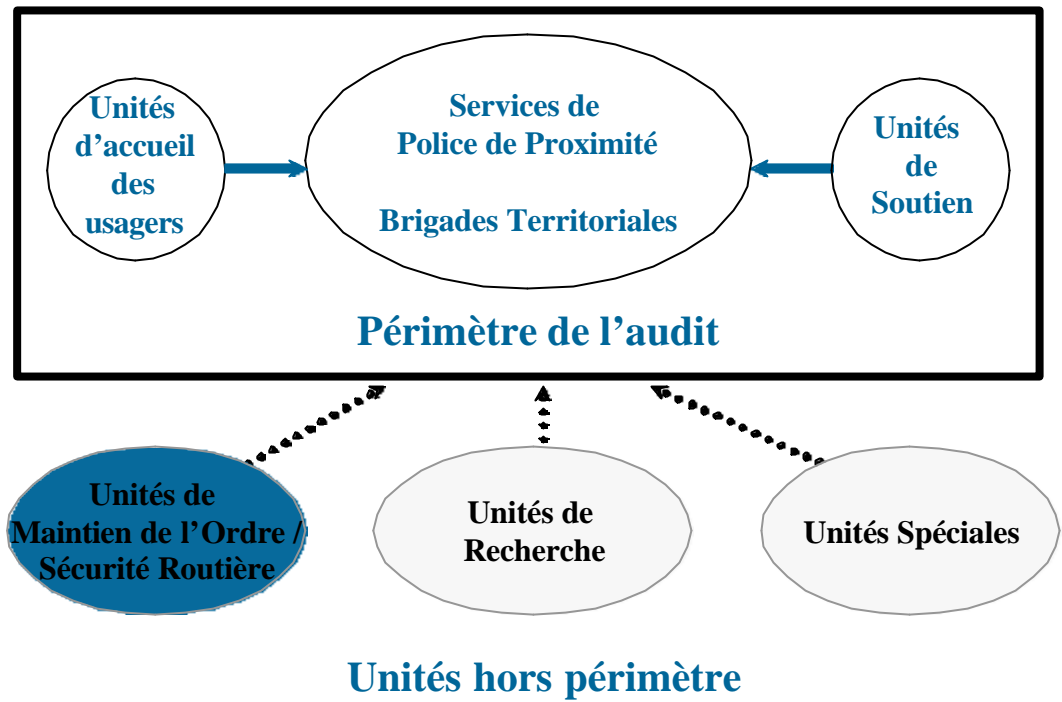 Unités
d’accueil
des
usagers
Services de
Police de Proximité
Brigades Territoriales
Unités
de
Soutien
Périmètre de l’audit
Unités de
Maintien de l’Ordre /
Sécurité Routière
Unités de
Recherche
Unités Spéciales
Unités hors périmètre